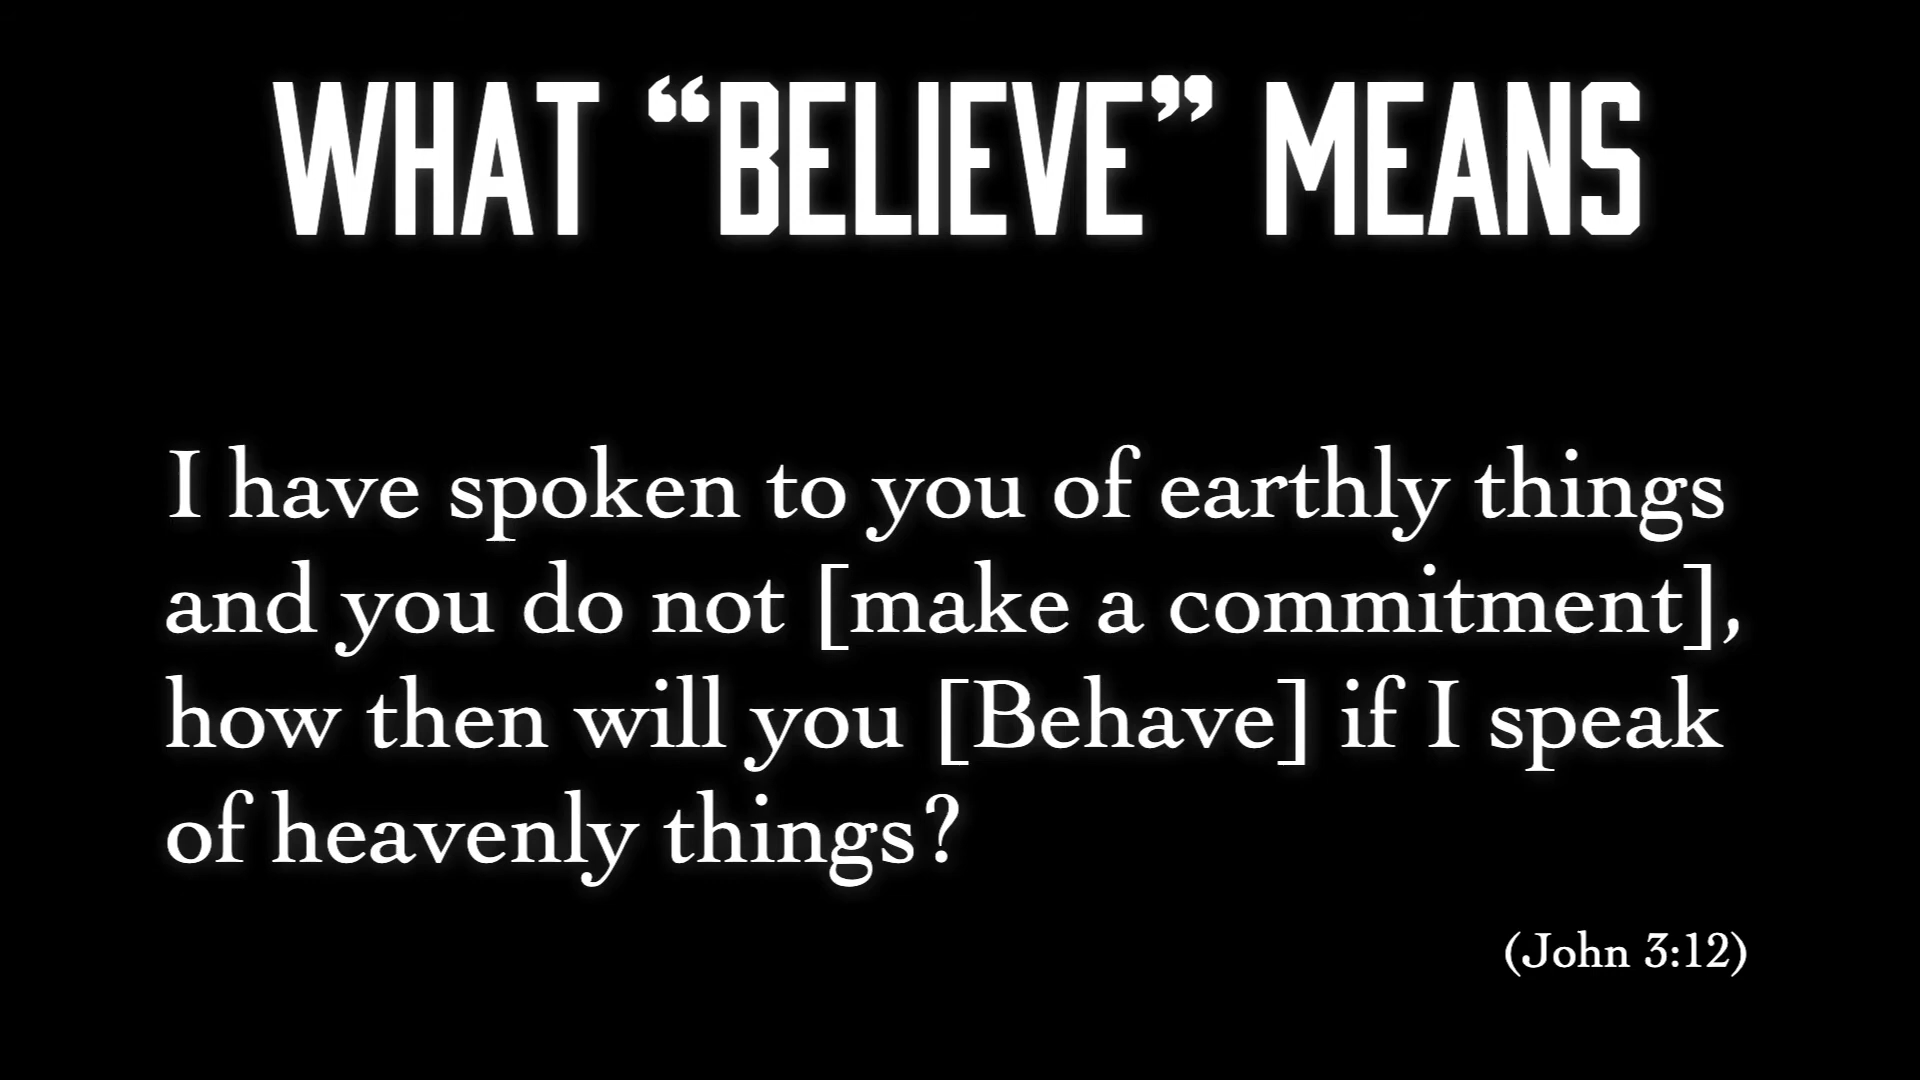 WHAT “BELIEVE” MEANS
I have spoken to you of earthly things
and you do not [make a commitment],
how then will you [Behave] if I speak
of heavenly things?
(John 3:12)